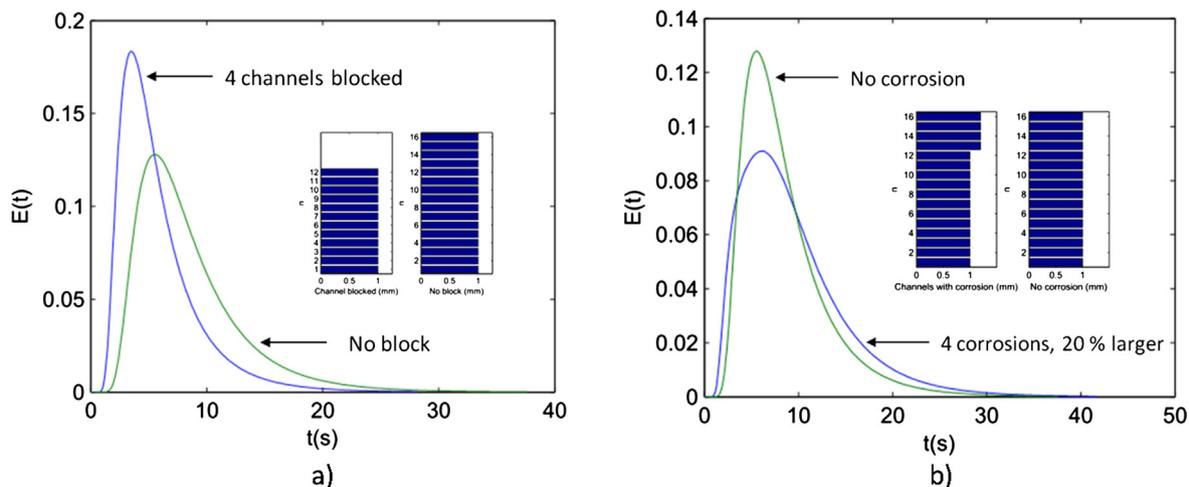 0.2
0.15
0.1
0.05
0
E(t)
4 channels blocked
No block
12
11
10
9
8
7
6
5
4
3
2
1
n
0 0.5 1
Channel blocked (mm)
16
14
12
10
8
6
4
2
n
0 0.5 1
No block (mm)
0 10 20 30 40
t(s)
a)
0.14
0.12
0.1
0.08
0.06
0.04
0.02
0
E(t)
No corrosion
4 corrosions, 20 % larger
16
14
12
10
8
6
4
2
n
0 0.5 1
Channels with corrosion (mm)
16
14
12
10
8
6
4
2
n
0 0.5 1
No corrosion (mm)
0 10 20 30 40 50
t(s)
b)